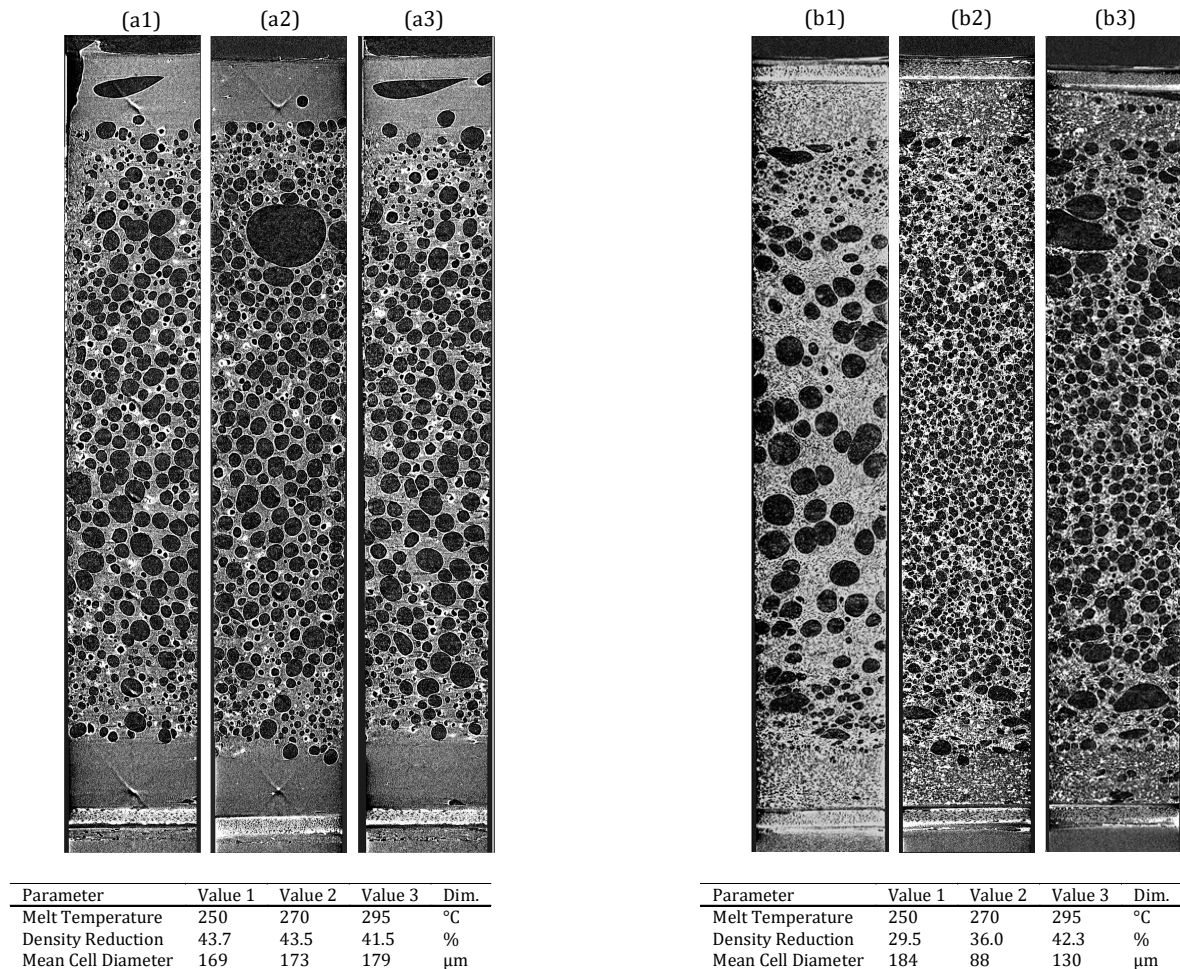 (a1) (a2) (a3)
(b1) (b2) (b3)
Parameter Value 1 Value 2 Value 3 Dim.
Melt Temperature 250 270 295 °C
Density Reduction 43.7 43.5 41.5 %
Mean Cell Diameter 169 173 179 μm
Parameter Value 1 Value 2 Value 3 Dim.
Melt Temperature 250 270 295 °C
Density Reduction 29.5 36.0 42.3 %
Mean Cell Diameter 184 88 130 μm